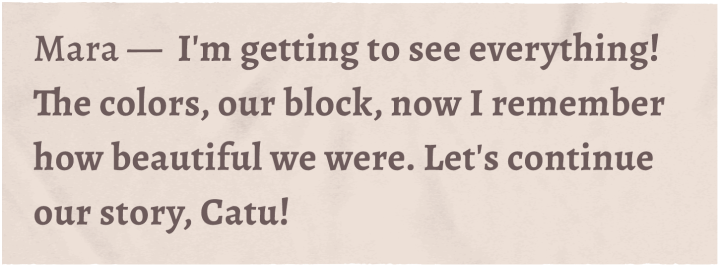 Mara — I'm getting to see everything!
The colors, our block, now I remember
how beautiful we were. Let's continue
our story, Catu!